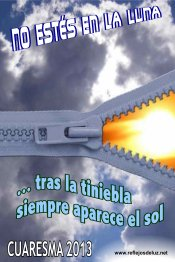 NO ESTÉS EN LA LUNA
... tras la tiniebla
siempre aparece el sol
CUARESMA 2013
www.reflejosdeluz.net